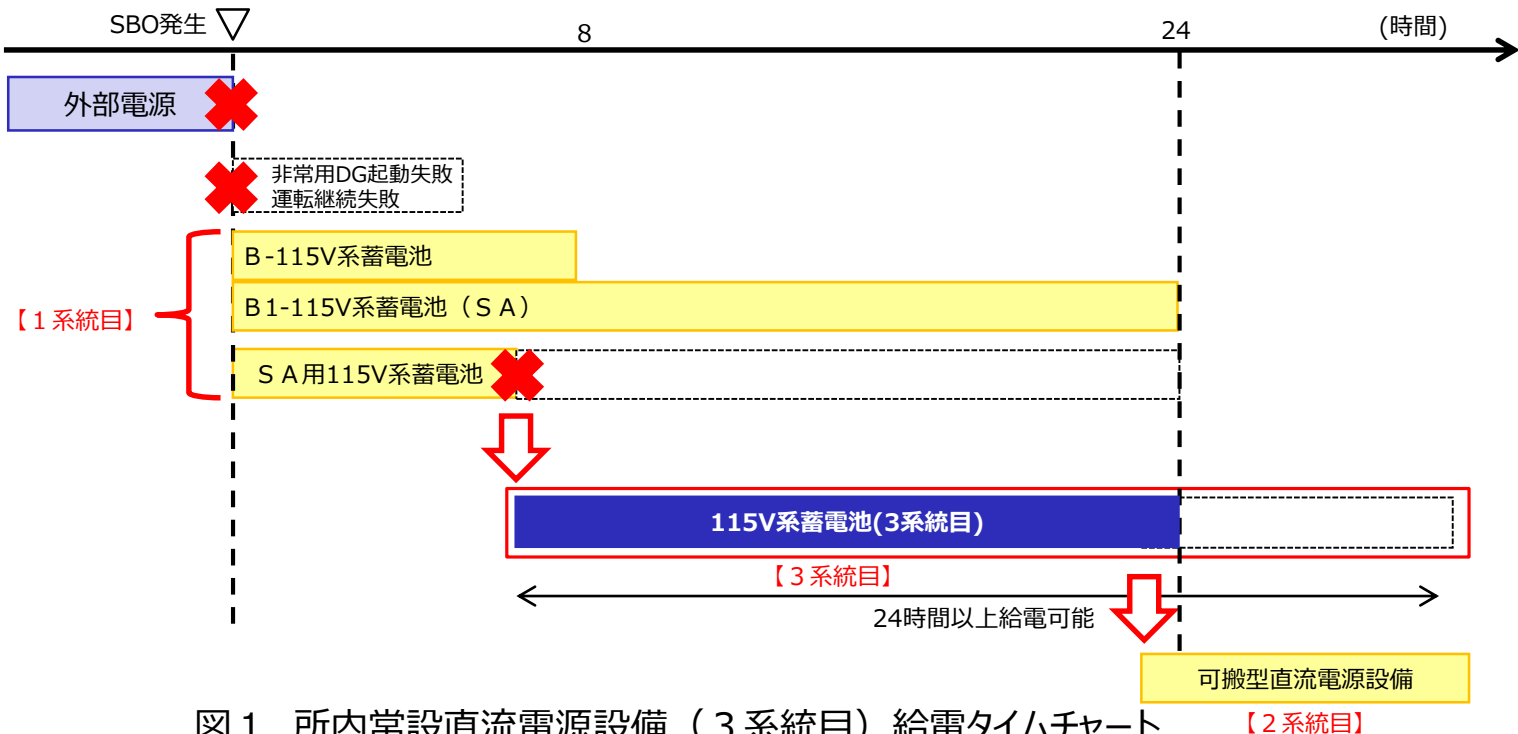 SBO発生
8
24
(時間)
外部電源
非常用DG起動失敗
運転継続失敗
B-115V系蓄電池
B1-115V系蓄電池（SA）
【1系統目】
SA用115V系蓄電池
115V系蓄電池(3系統目)
【3系統目】
24時間以上給電可能
可搬型直流電源設備
図1　所内常設直流電源設備（3系統目）給電タイムチャート
【2系統目】